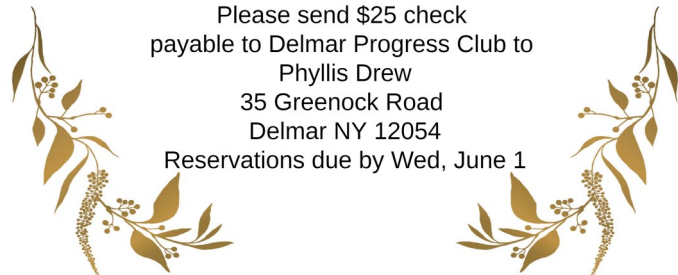 Please send $25 check
payable to Delmar Progress Club to
Phyllis Drew
35 Greenock Road
Delmar NY 12054
Reservations due by Wed, June 1